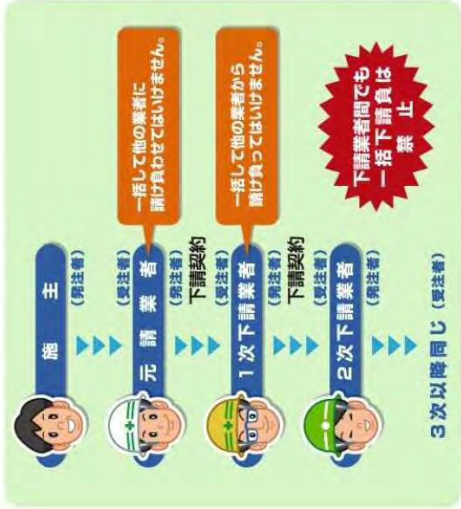 施主
(発注者)
(受注者)
元請業者
(発注者)
一括して他の業者に
請け負わせてはいけません。
下請契約
(受注者)
1次下請業者
(発注者)
一括して他の業者から
請け負ってはいけません。
下請契約
(受注者)
2次下請業者
(発注者)
下請業者間でも
一括下請負は
禁止
3次以降同じ(受注者)